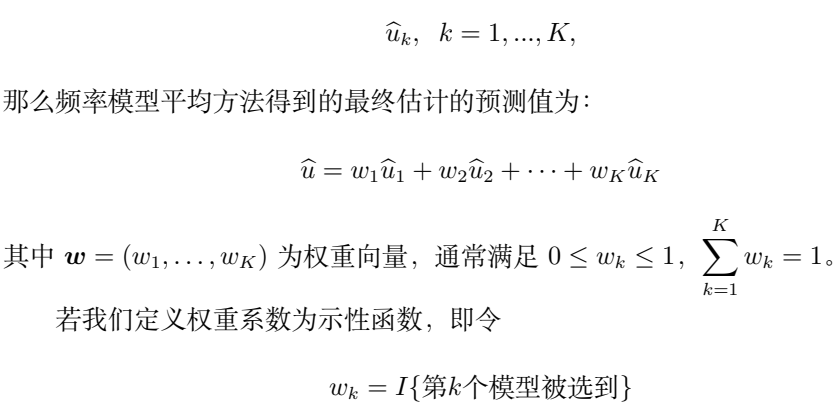 $\widehat{u}_k, \ k = 1, ..., K,$
那么频率模型平均方法得到的最终估计的预测值为：
$\widehat{u} = w_1\widehat{u}_1 + w_2\widehat{u}_2 + \cdots + w_K\widehat{u}_K$
其中 $\boldsymbol{w} = (w_1, \ldots, w_K)$ 为权重向量，通常满足 $0 \leq w_k \leq 1$，$\sum_{k=1}^{K} w_k = 1$。
若我们定义权重系数为示性函数，即令
$w_k = I\{第k个模型被选到\}$